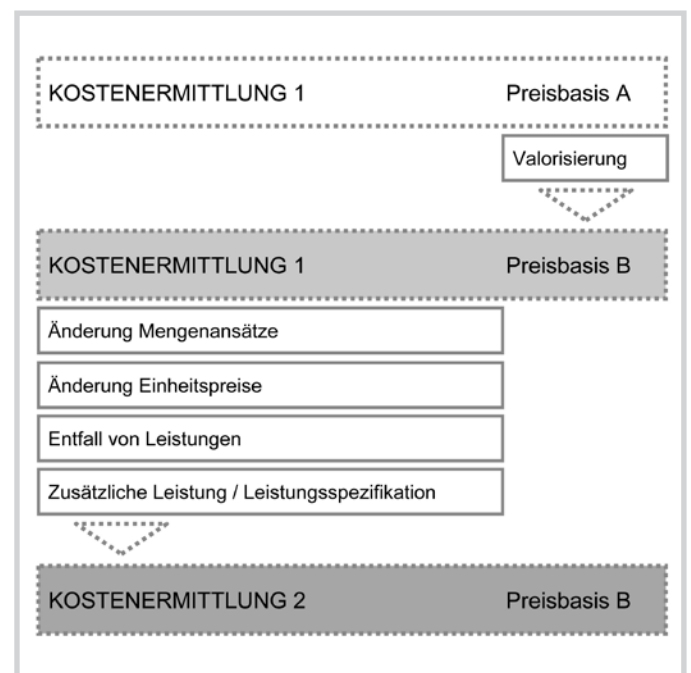 KOSTENERMITTLUNG 1 Preisbasis A
Valorisierung
KOSTENERMITTLUNG 1 Preisbasis B
Änderung Mengenansätze
Änderung Einheitspreise
Entfall von Leistungen
Zusätzliche Leistung / Leistungsspezifikation
KOSTENERMITTLUNG 2 Preisbasis B